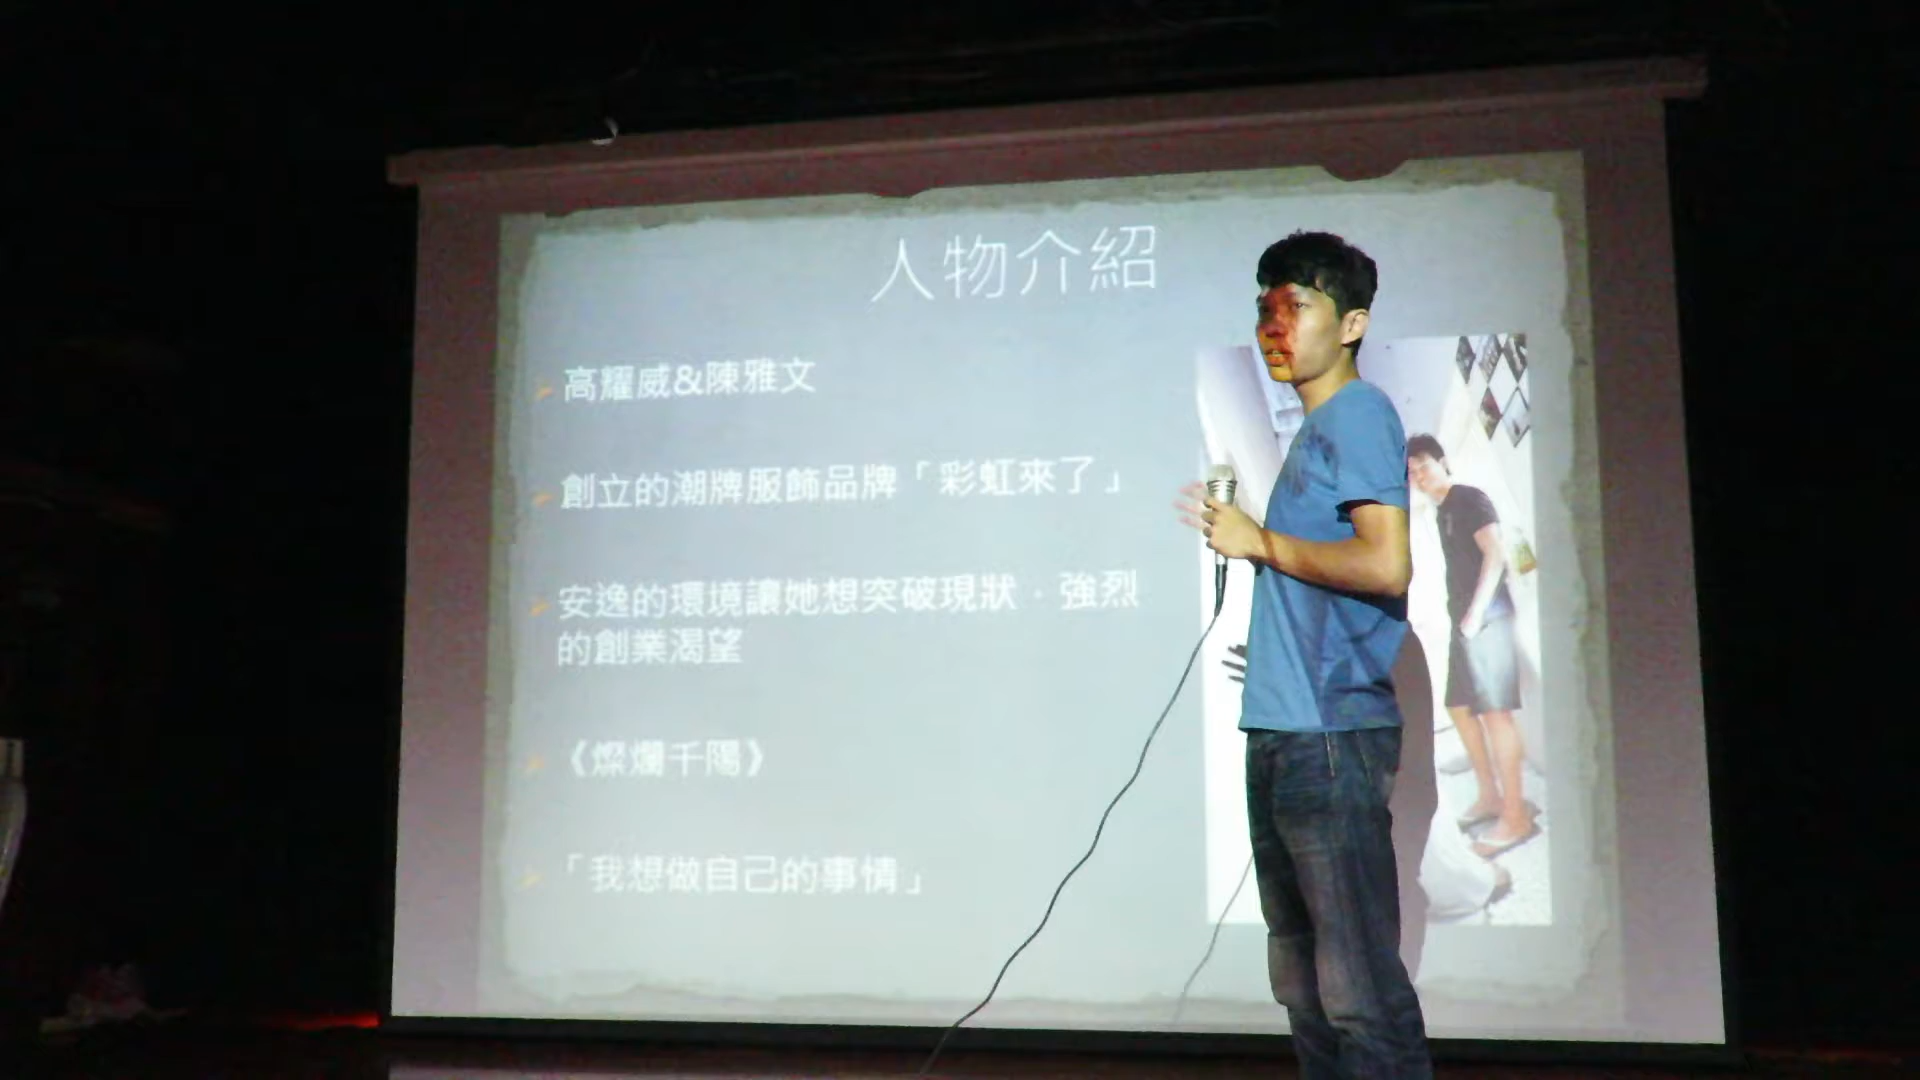 人物介紹
高耀威&陳雅文
創立的潮牌服飾品牌「彩虹來了」
安逸的環境讓她想突破現狀，強烈
的創業渴望
《燦爛千陽》
「我想做自己的事情」